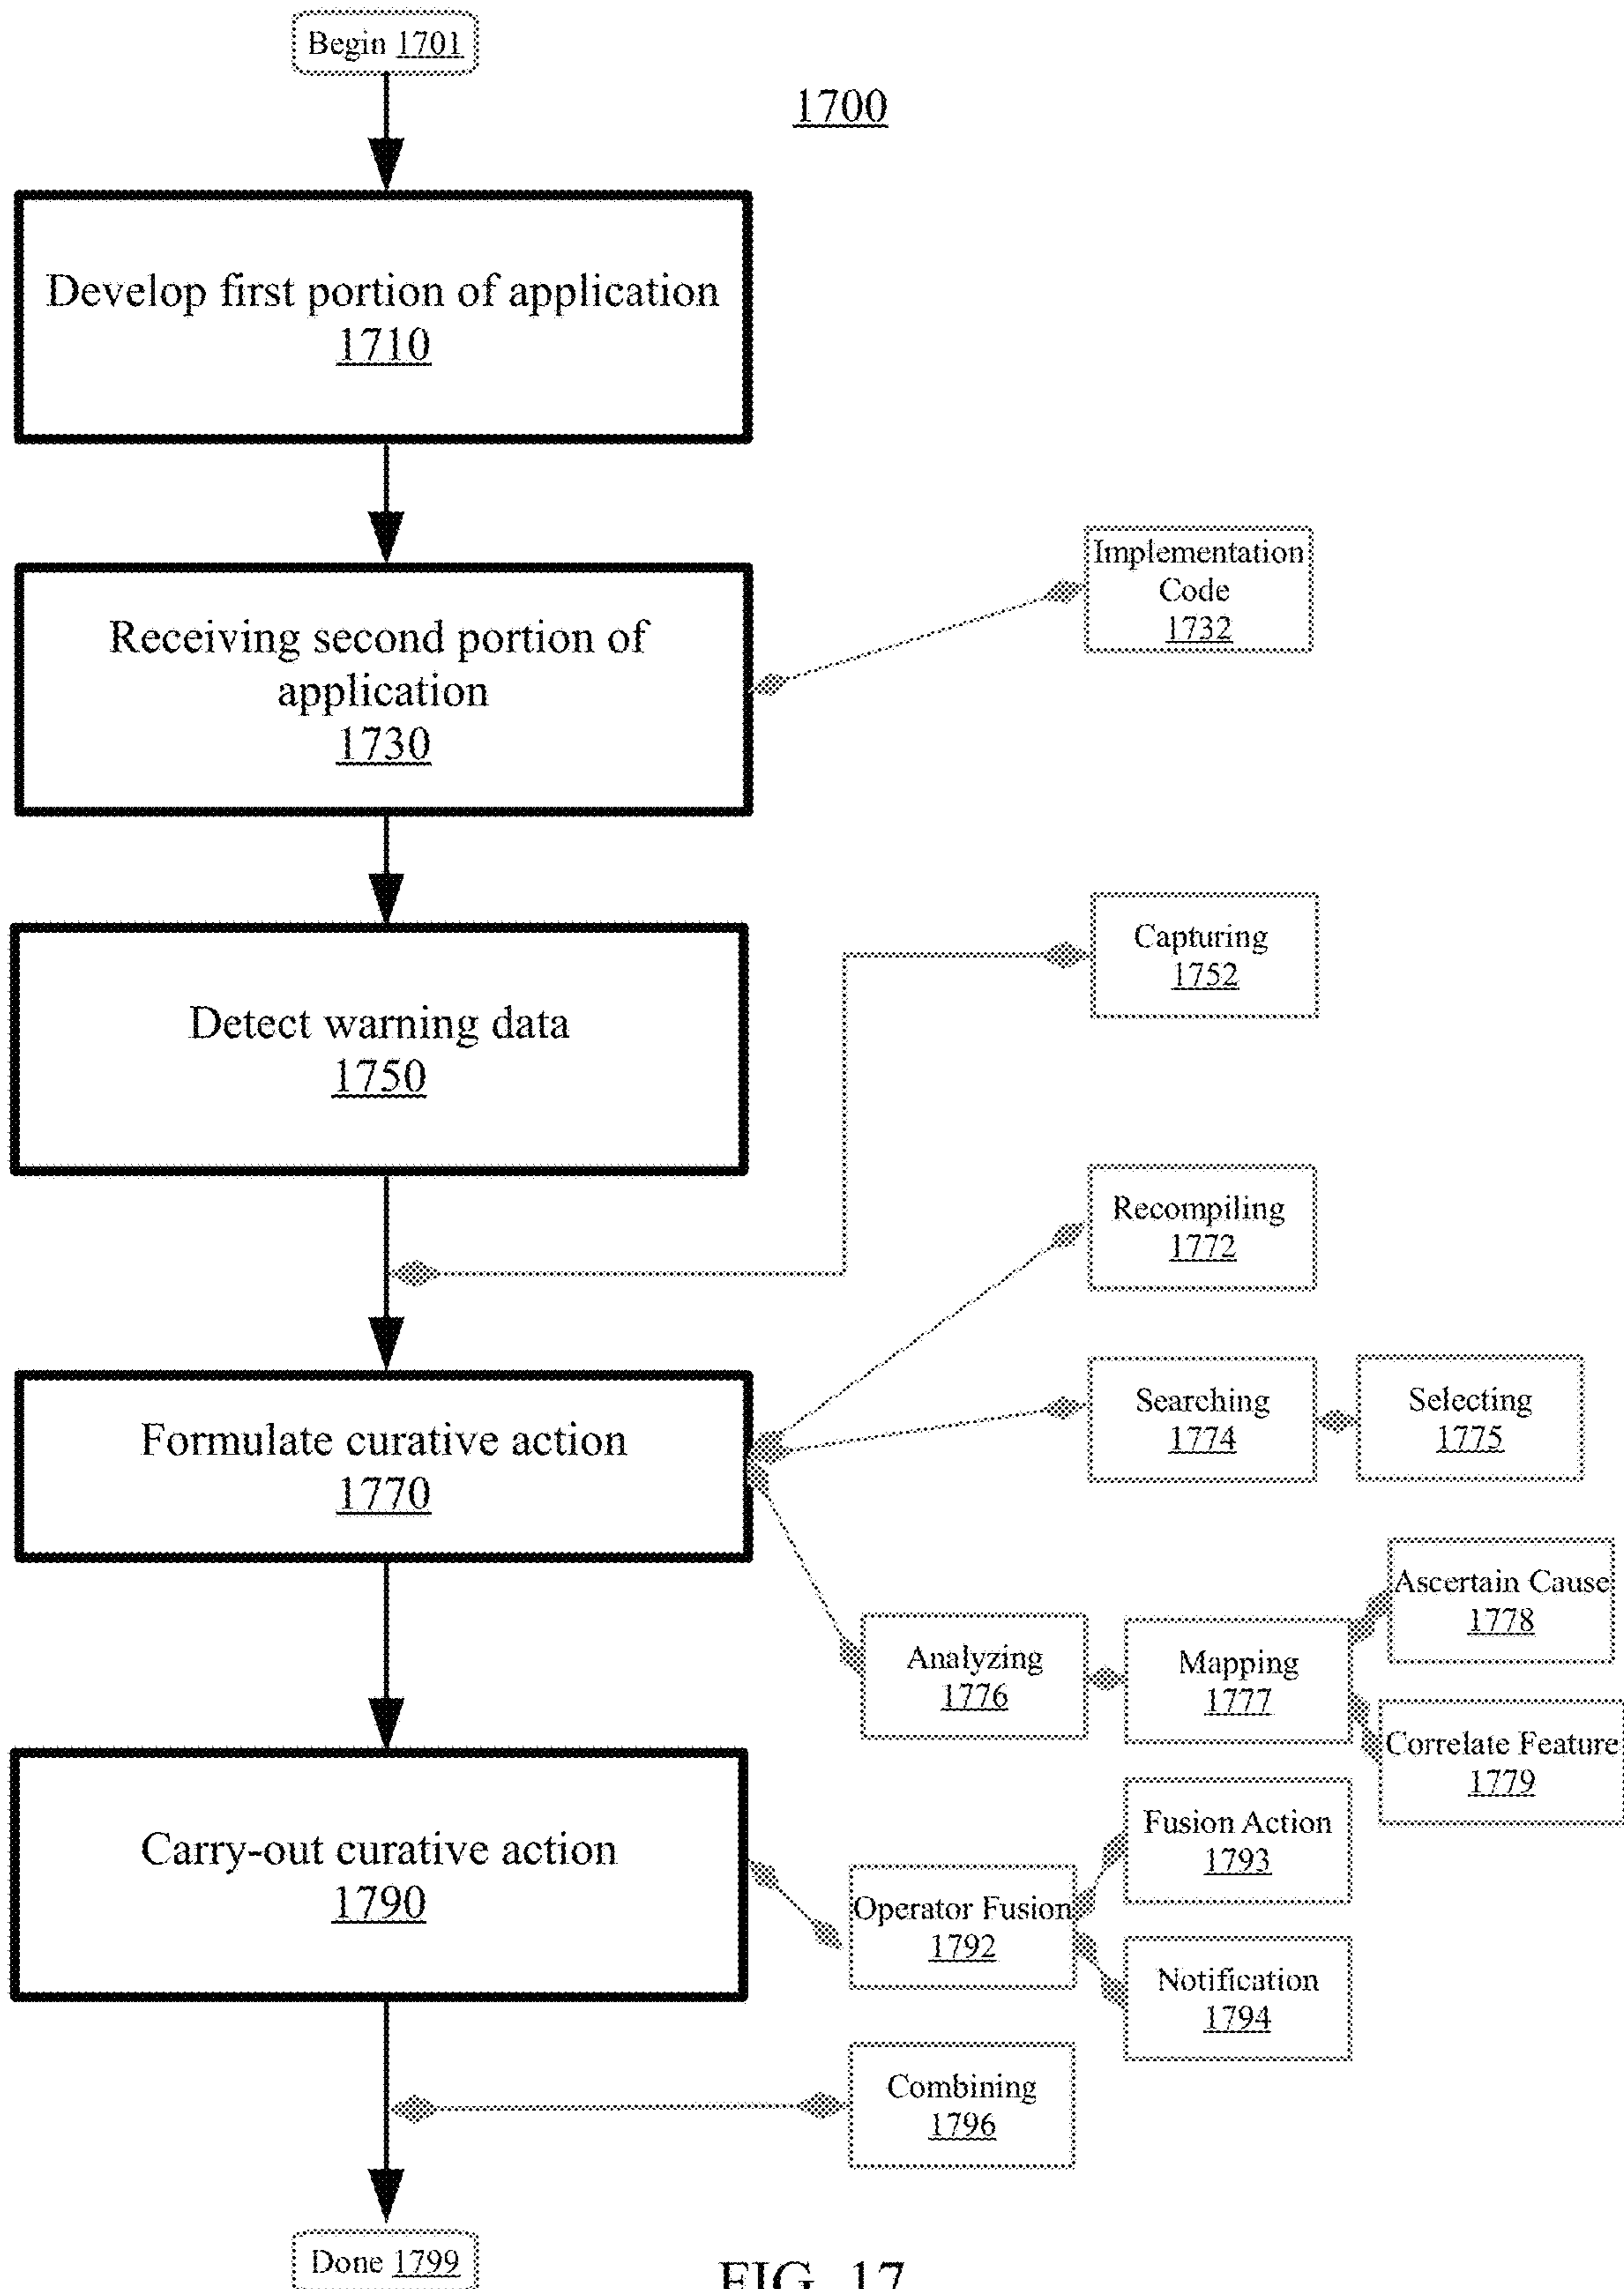 Begin 1701
1700
Develop first portion of application
1710
Receiving second portion of
application
1730
Implementation
Code
1732
Detect warning data
1750
Capturing
1752
Formulate curative action
1770
Recompiling
1772
Searching
1774
Selecting
1775
Analyzing
1776
Mapping
1777
Ascertain Cause
1778
Correlate Feature
1779
Carry-out curative action
1790
Operator Fusion
1792
Fusion Action
1793
Notification
1794
Combining
1796
Done 1799
FIG. 17